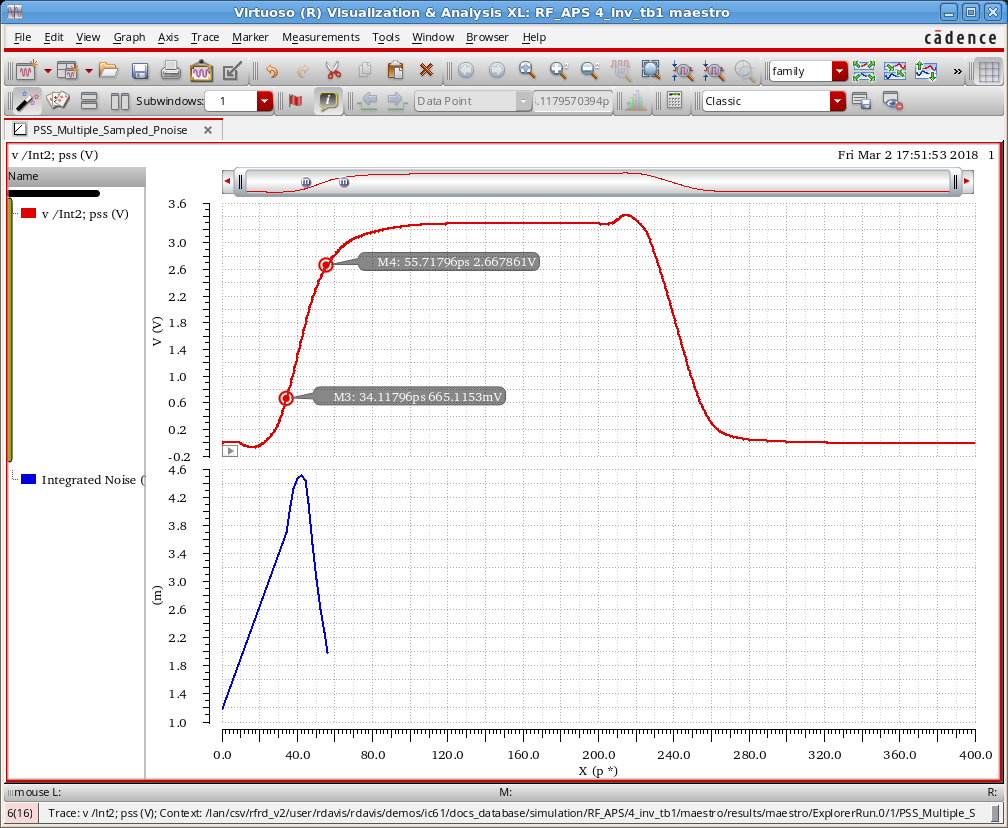 Virtuoso (R) Visualization & Analysis XL: RF_APS 4_inv_tb1 maestro
File Edit View Graph Axis Trace Marker Measurements Tools Window Browser Help
cādence
family
»
Subwindows: 1
Data Point
.1179570394p
Classic
PSS_Multiple_Sampled_Pnoise
v /Int2; pss (V)
Fri Mar 2 17:51:53 2018 1
Name
v /Int2; pss (V)
3.6
3.0
2.6
2.2
1.8
1.4
1.0
0.6
0.2
-0.2
V (V)
M4: 55.71796ps 2.667861V
M3: 34.11796ps 665.1153mV
Integrated Noise (
4.6
4.2
3.8
3.4
3.0
2.6
2.2
1.8
1.4
1.0
(m)
0.0 40.0 80.0 120.0 160.0 200.0 240.0 280.0 320.0 360.0 400.0
X (p *)
mouse L: M: R:
6(16) Trace: v /Int2; pss (V); Context: /lan/csv/rfrd_v2/user/rdavis/rdavis/demos/ic61/docs_database/simulation/RF_APS/4_inv_tb1/maestro/results/maestro/ExplorerRun.0/1/PSS_Multiple_S